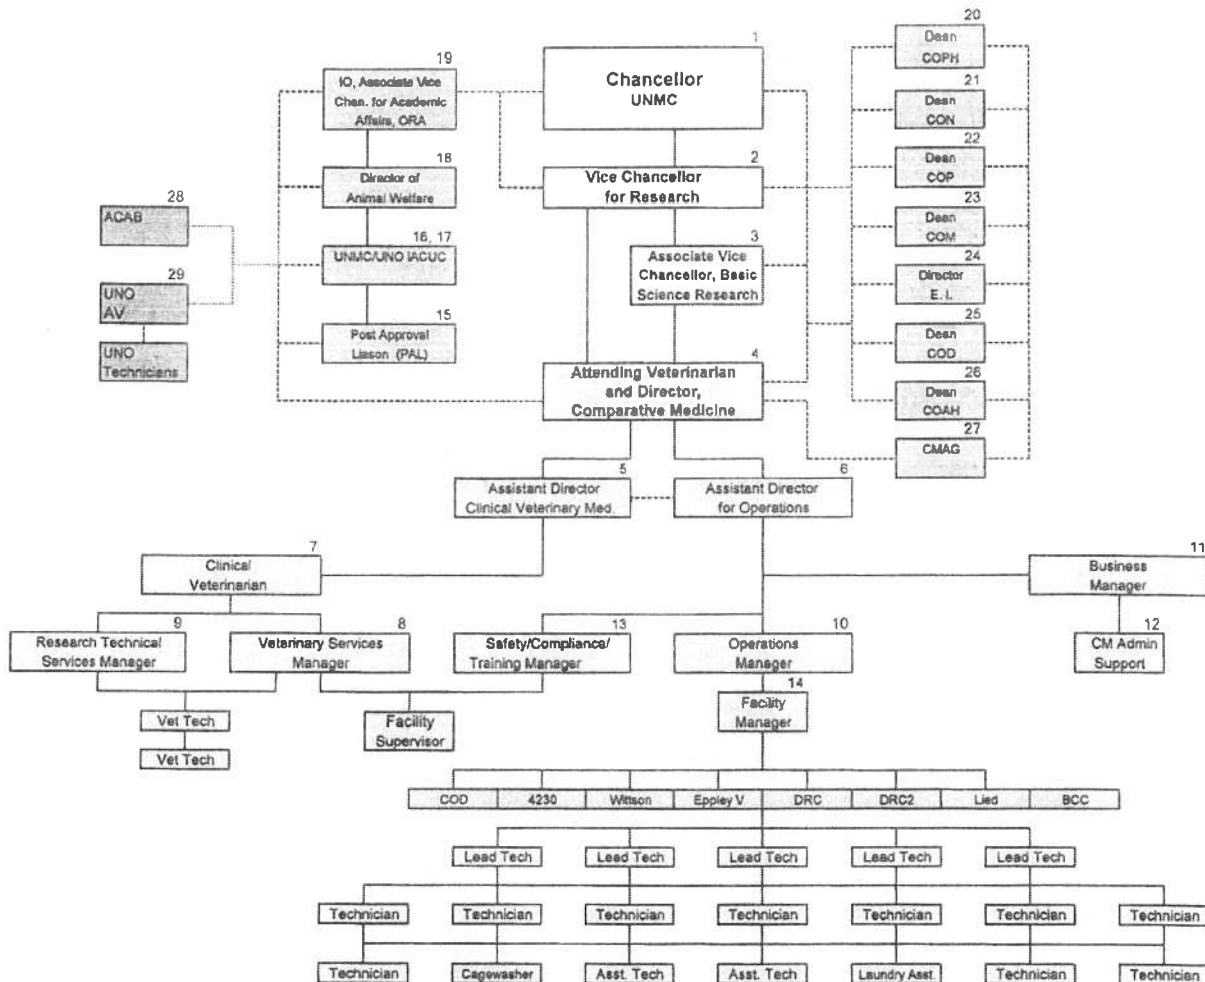 1
Chancellor
UNMC
19
IO, Associate Vice
Chan. for Academic
Affairs, ORA
20
Dean
COPH
21
Dean
CON
2
Vice Chancellor
for Research
18
Director of
Animal Welfare
22
Dean
COP
28
ACAB
16, 17
UNMC/UNO IACUC
3
Associate Vice
Chancellor, Basic
Science Research
23
Dean
COM
24
Director
E. I.
29
UNO
AV
15
Post Approval
Liason (PAL)
25
Dean
COD
UNO
Technicians
4
Attending Veterinarian
and Director,
Comparative Medicine
26
Dean
COAH
27
CMAG
5
Assistant Director
Clinical Veterinary Med.
6
Assistant Director
for Operations
7
Clinical
Veterinarian
11
Business
Manager
9
Research Technical
Services Manager
8
Veterinary Services
Manager
13
Safety/Compliance/
Training Manager
10
Operations
Manager
12
CM Admin
Support
14
Facility
Manager
Vet Tech
Facility
Supervisor
Vet Tech
COD 4230 Wittson Eppley V DRC DRC2 Lied BCC
Lead Tech Lead Tech Lead Tech Lead Tech Lead Tech
Technician Technician Technician Technician Technician Technician Technician
Technician Cagewasher Asst. Tech Asst. Tech Laundry Asst. Technician Technician